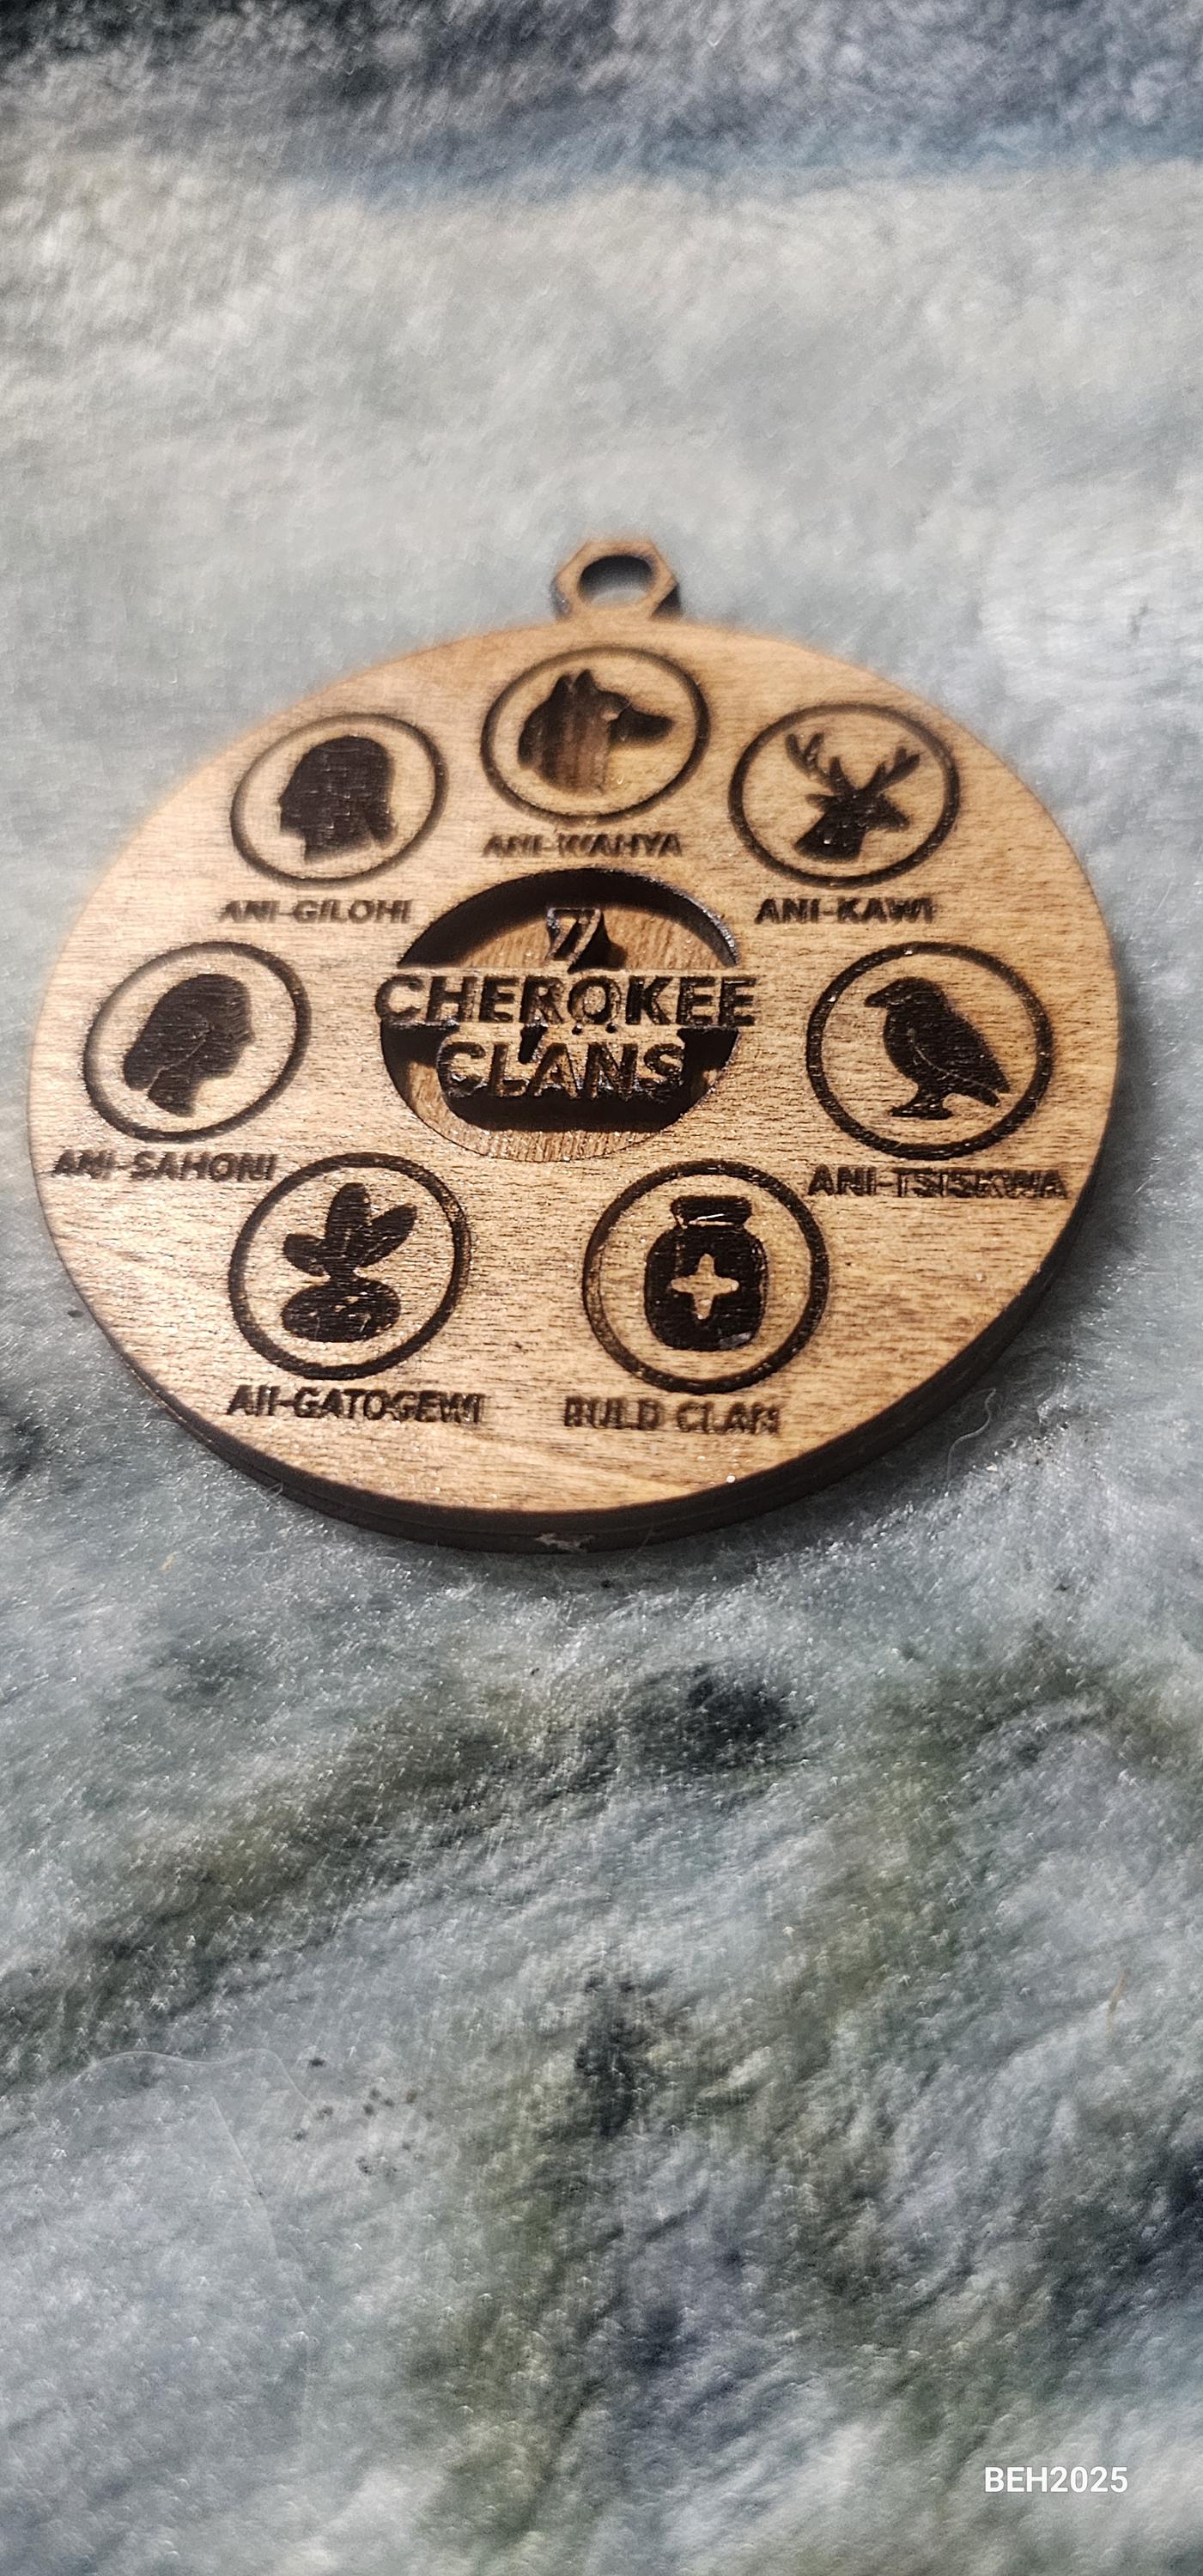 ANI-WAHYA
ANI-GILOHI
ANI-KAWI
7
CHEROKEE
CLANS
ANI-SAHONI
ANI-TSISKWA
AII-GATOGEWI
BULD CLAN
BEH2025